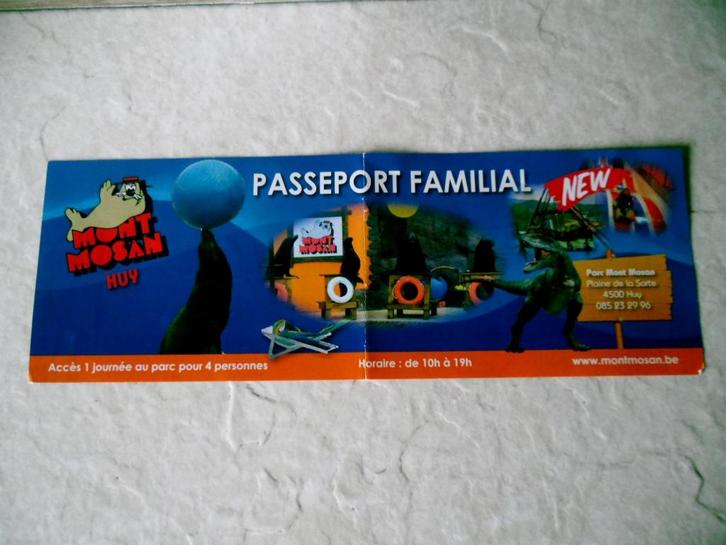 PASSEPORT FAMILIAL
NEW
MONT
MOSAN
HUY
MONT
MOSAN
Parc Mont Mosan
Plaine de la Sarte
4500 Huy
085 23 29 96
Accès 1 journée au parc pour 4 personnes
Horaire : de 10h à 19h
www.montmosan.be